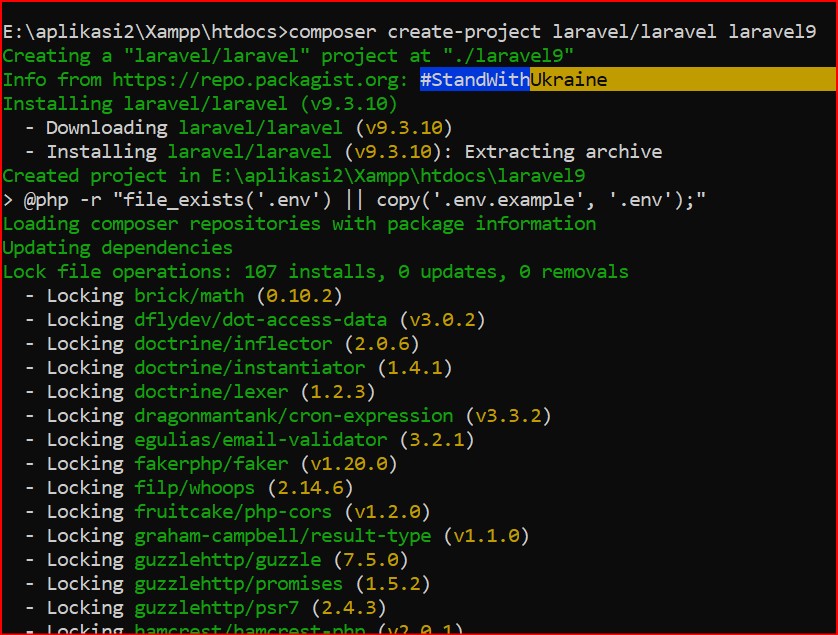 E:\aplikasi2\Xampp\htdocs>composer create-project laravel/laravel laravel9
Creating a "laravel/laravel" project at "./laravel9"
Info from https://repo.packagist.org: #StandWithUkraine
Installing laravel/laravel (v9.3.10)
- Downloading laravel/laravel (v9.3.10)
- Installing laravel/laravel (v9.3.10): Extracting archive
Created project in E:\aplikasi2\Xampp\htdocs\laravel9
> @php -r "file_exists('.env') || copy('.env.example', '.env');"
Loading composer repositories with package information
Updating dependencies
Lock file operations: 107 installs, 0 updates, 0 removals
- Locking brick/math (0.10.2)
- Locking dflydev/dot-access-data (v3.0.2)
- Locking doctrine/inflector (2.0.6)
- Locking doctrine/instantiator (1.4.1)
- Locking doctrine/lexer (1.2.3)
- Locking dragonmantank/cron-expression (v3.3.2)
- Locking egulias/email-validator (3.2.1)
- Locking fakerphp/faker (v1.20.0)
- Locking filp/whoops (2.14.6)
- Locking fruitcake/php-cors (v1.2.0)
- Locking graham-campbell/result-type (v1.1.0)
- Locking guzzlehttp/guzzle (7.5.0)
- Locking guzzlehttp/promises (1.5.2)
- Locking guzzlehttp/psr7 (2.4.3)
- Locking hamcrest/hamcrest-php (v2.0.1)